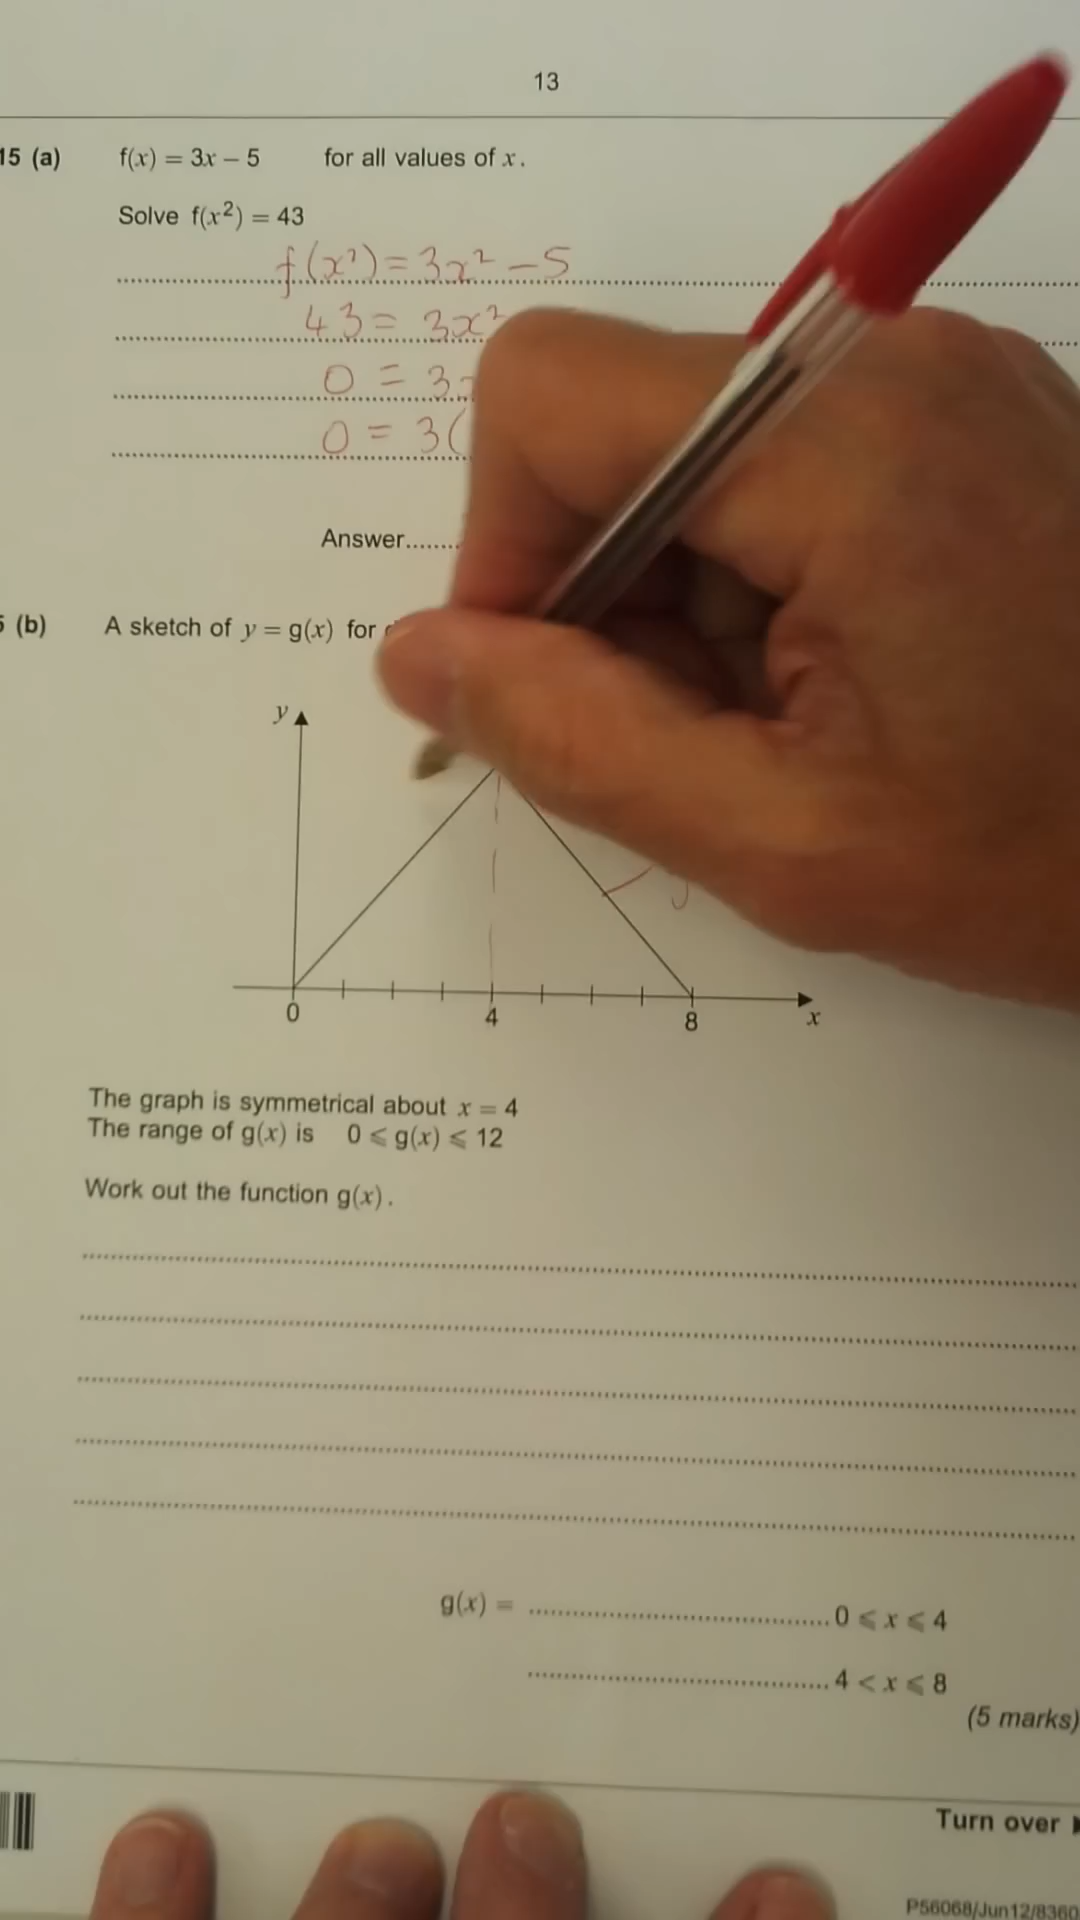 13
15 (a) f(x) = 3x – 5 for all values of x.
Solve f(x²) = 43
f(x²) = 3x² – 5
43 = 3x²
0 = 3
0 = 3(
Answer........
(b) A sketch of y = g(x) for
y
0 4 8 x
The graph is symmetrical about x = 4
The range of g(x) is 0 ⩽ g(x) ⩽ 12
Work out the function g(x).
g(x) = ........................................ 0 ⩽ x ⩽ 4
........................................ 4 < x ⩽ 8
(5 marks)
Turn over
P56068/Jun12/8360